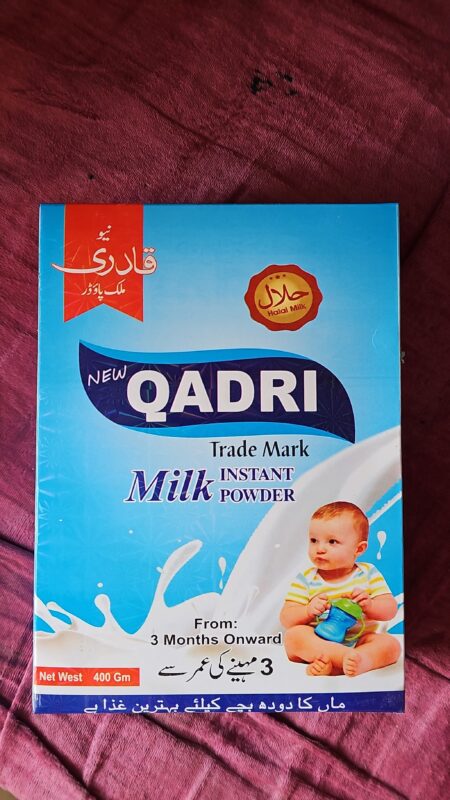 نیو
قادری
ملک پاؤڈر
حلال
Halal Milk
NEW QADRI
Trade Mark
Milk INSTANT POWDER
From:
3 Months Onward
3 مہینے کی عمر سے
Net West 400 Gm
ماں کا دودھ بچے کیلئے بہترین غذا ہے